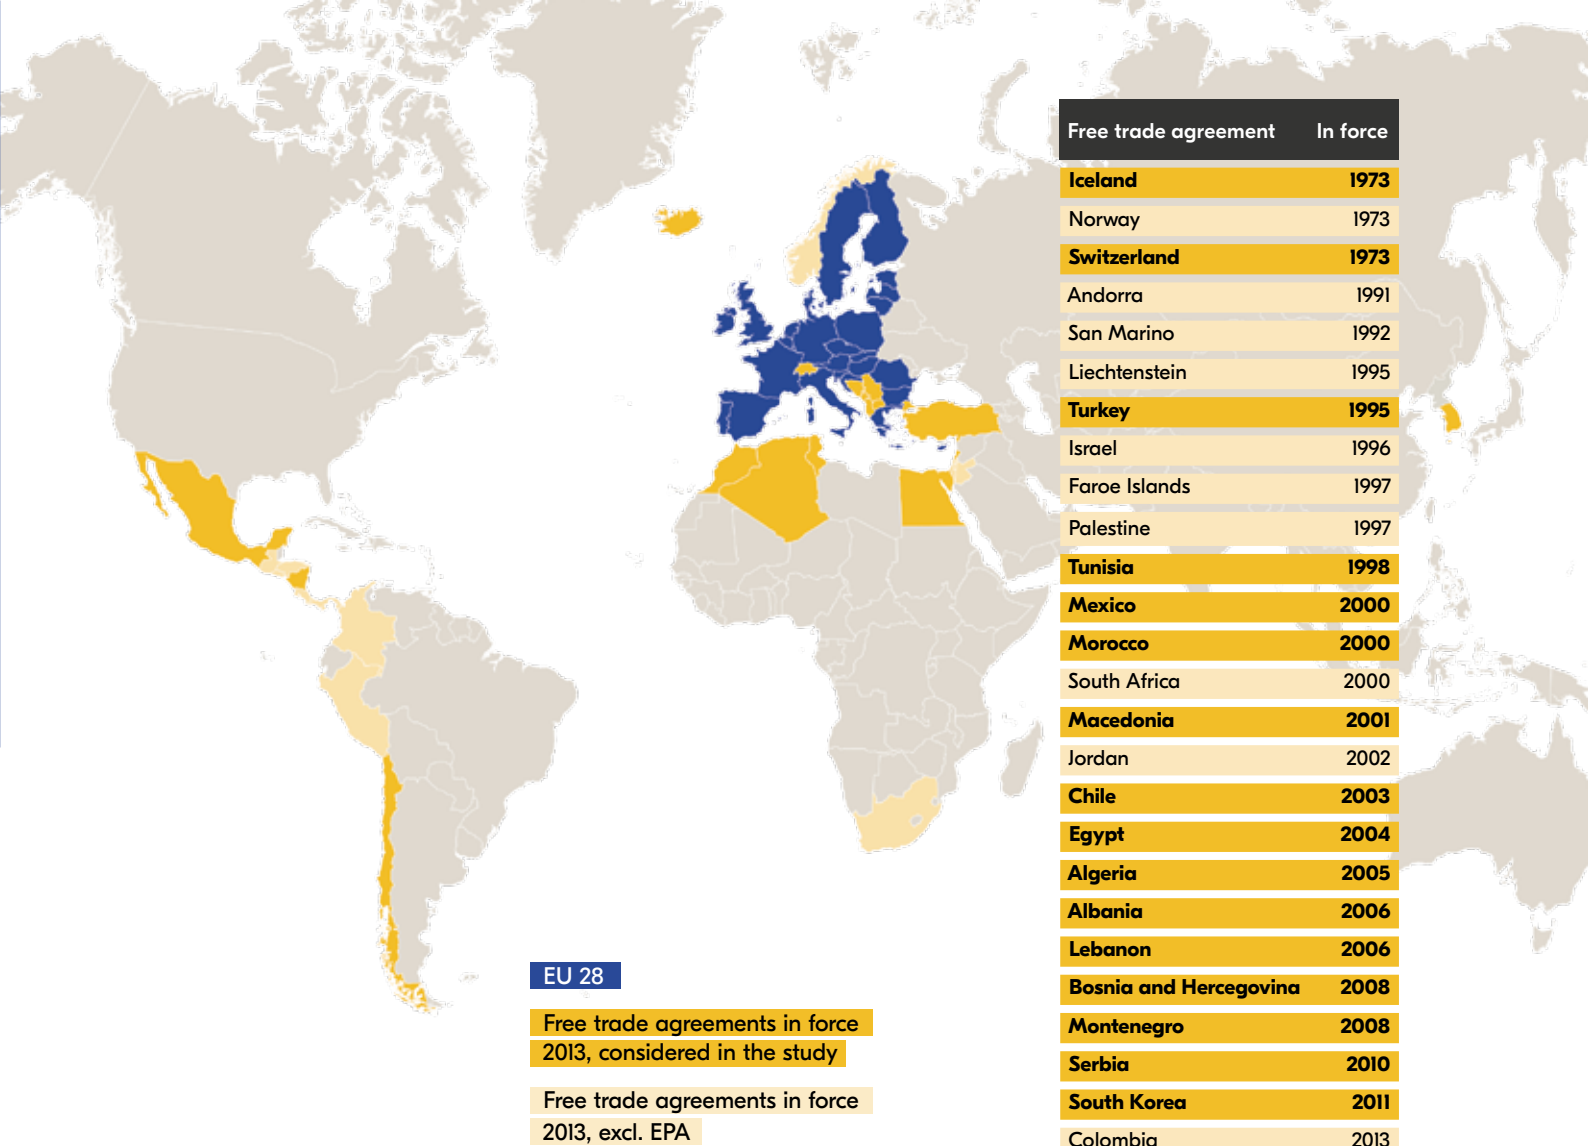 Free trade agreement In force
Iceland 1973
Norway 1973
Switzerland 1973
Andorra 1991
San Marino 1992
Liechtenstein 1995
Turkey 1995
Israel 1996
Faroe Islands 1997
Palestine 1997
Tunisia 1998
Mexico 2000
Morocco 2000
South Africa 2000
Macedonia 2001
Jordan 2002
Chile 2003
Egypt 2004
Algeria 2005
Albania 2006
Lebanon 2006
Bosnia and Hercegovina 2008
Montenegro 2008
Serbia 2010
South Korea 2011
Colombia 2013
EU 28
Free trade agreements in force
2013, considered in the study
Free trade agreements in force
2013, excl. EPA